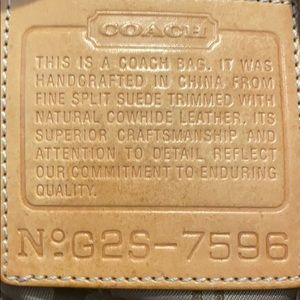 COACH
THIS IS A COACH BAG. IT WAS
HANDCRAFTED IN CHINA FROM
FINE SPLIT SUEDE TRIMMED WITH
NATURAL COWHIDE LEATHER. ITS
SUPERIOR CRAFTSMANSHIP AND
ATTENTION TO DETAIL REFLECT
OUR COMMITMENT TO ENDURING
QUALITY.
No:G2S-7596